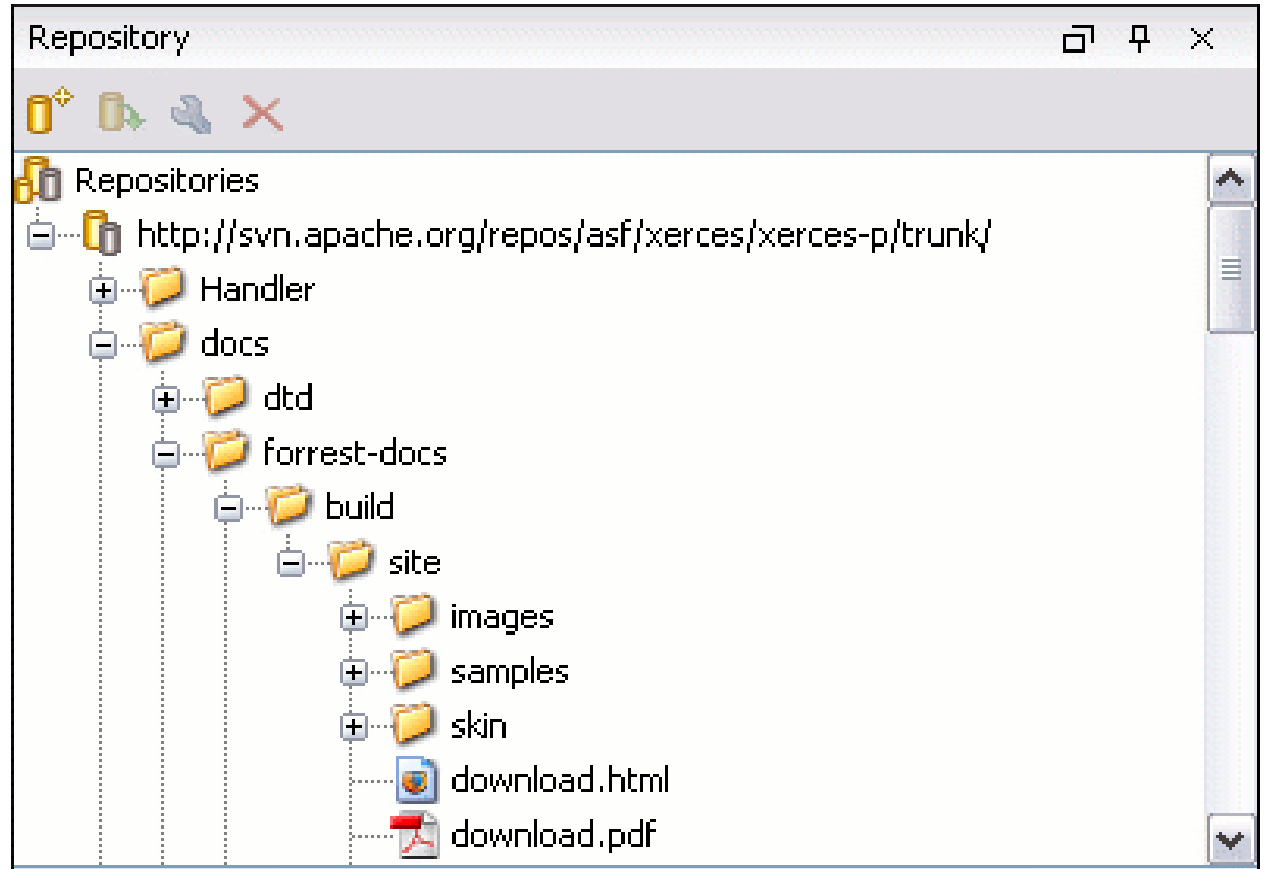 Repository
Repositories
http://svn.apache.org/repos/asf/xerces/xerces-p/trunk/
Handler
docs
dtd
forrest-docs
build
site
images
samples
skin
download.html
download.pdf